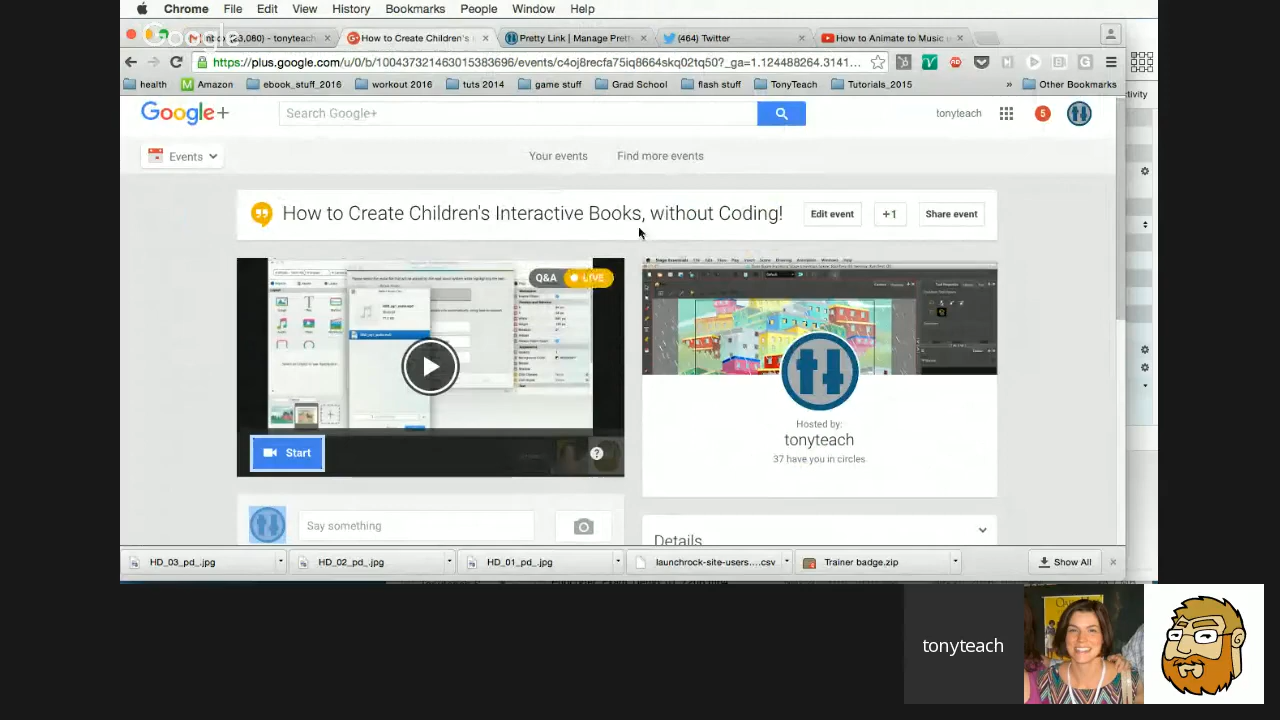 Chrome File Edit View History Bookmarks People Window Help
How to Create Children's
Pretty Link | Manage Prett
(464) Twitter
How to Animate to Music
https://plus.google.com/u/0/b/100437321463015383696/events/c4oj8recfa75iq8664skq02tq50?_ga=1.124488264.3141...
health Amazon ebook_stuff_2016 workout 2016 tuts 2014 game stuff Grad School flash stuff TonyTeach Tutorials_2015 » Other Bookmarks
Google+ Search Google+ tonyteach 5
Events Your events Find more events
How to Create Children's Interactive Books, without Coding! Edit event +1 Share event
Q&A LIVE
Start ?
Hosted by:
tonyteach
37 have you in circles
Say something
Details
HD_03_pd_.jpg HD_02_pd_.jpg HD_01_pd_.jpg launchrock-site-users....csv Trainer badge.zip Show All
tonyteach